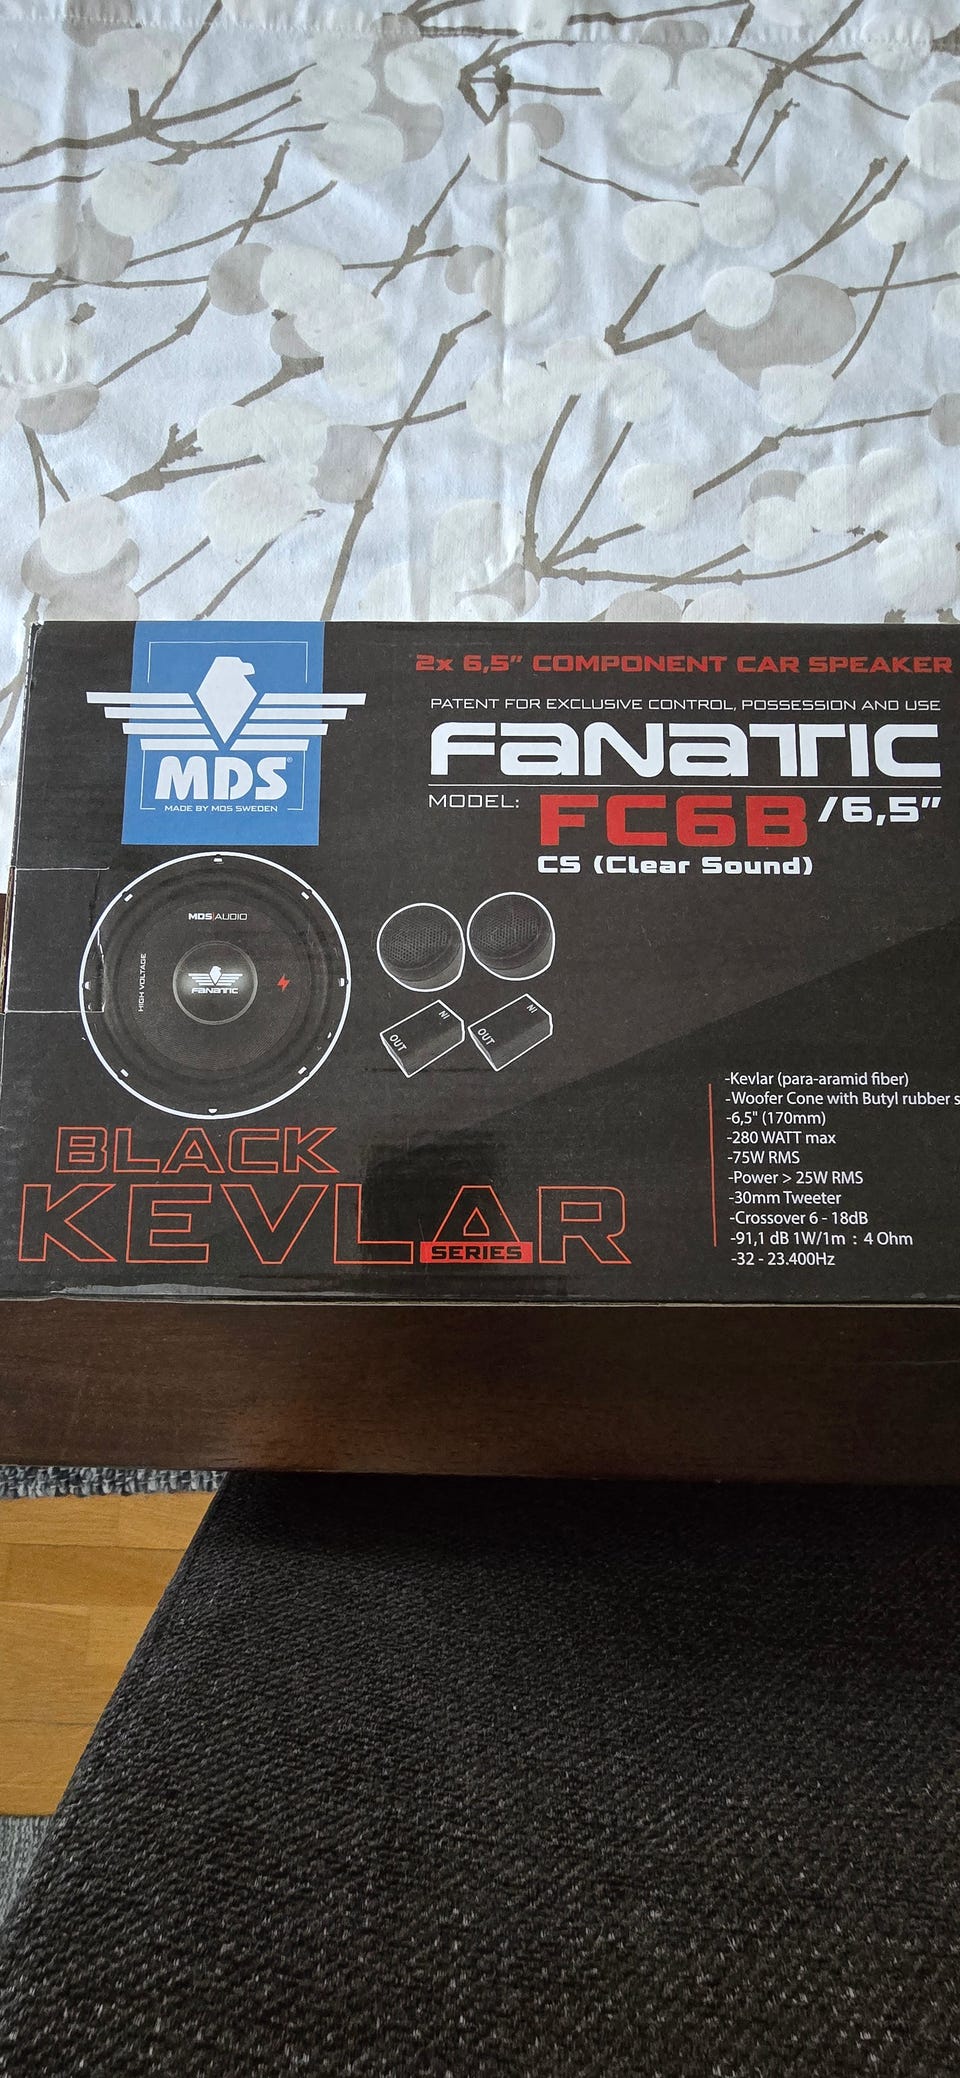 2x 6,5" COMPONENT CAR SPEAKER
PATENT FOR EXCLUSIVE CONTROL, POSSESSION AND USE
FANATIC
MODEL: FC6B /6,5"
CS (Clear Sound)
MDS®
MADE BY MDS SWEDEN
MDS|AUDIO
HIGH VOLTAGE
FANATIC
IN
OUT
IN
OUT
BLACK
KEVLAR
SERIES
-Kevlar (para-aramid fiber)
-Woofer Cone with Butyl rubber s
-6,5" (170mm)
-280 WATT max
-75W RMS
-Power > 25W RMS
-30mm Tweeter
-Crossover 6 - 18dB
-91,1 dB 1W/1m : 4 Ohm
-32 - 23.400Hz